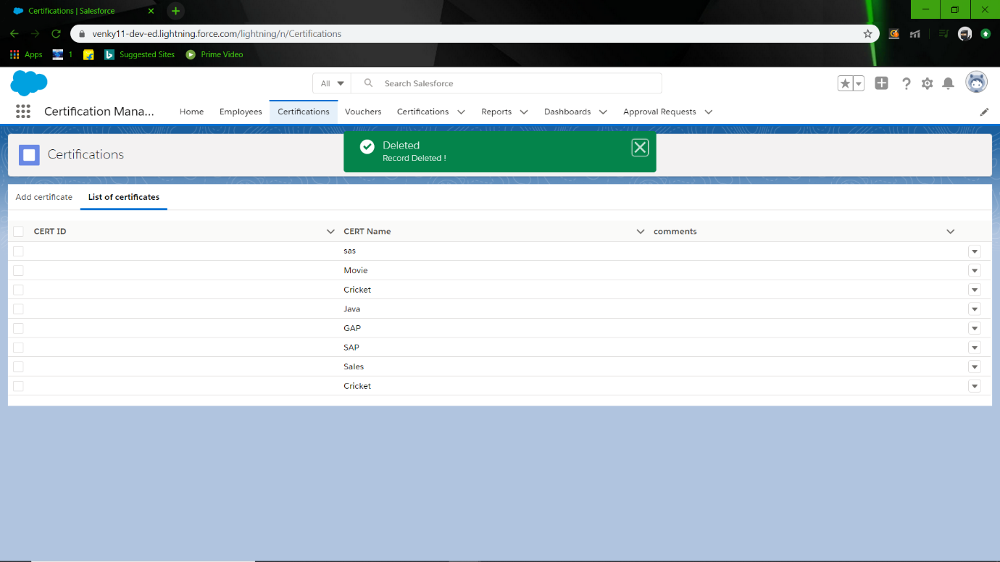 Certifications | Salesforce
venky11-dev-ed.lightning.force.com/lightning/n/Certifications
Apps 1 Suggested Sites Prime Video
All Search Salesforce
Certification Mana... Home Employees Certifications Vouchers Certifications Reports Dashboards Approval Requests
Certifications
Deleted
Record Deleted !
Add certificate List of certificates
CERT ID CERT Name comments
sas
Movie
Cricket
Java
GAP
SAP
Sales
Cricket